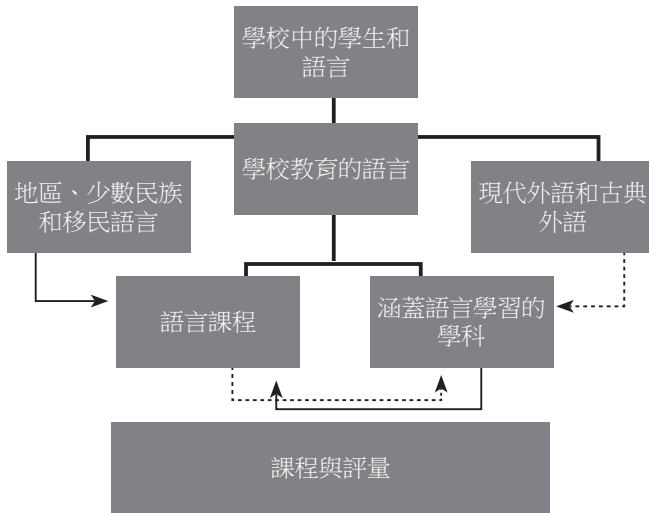 學校中的學生和
語言
學校教育的語言
地區、少數民族
和移民語言
現代外語和古典
外語
語言課程
涵蓋語言學習的
學科
課程與評量